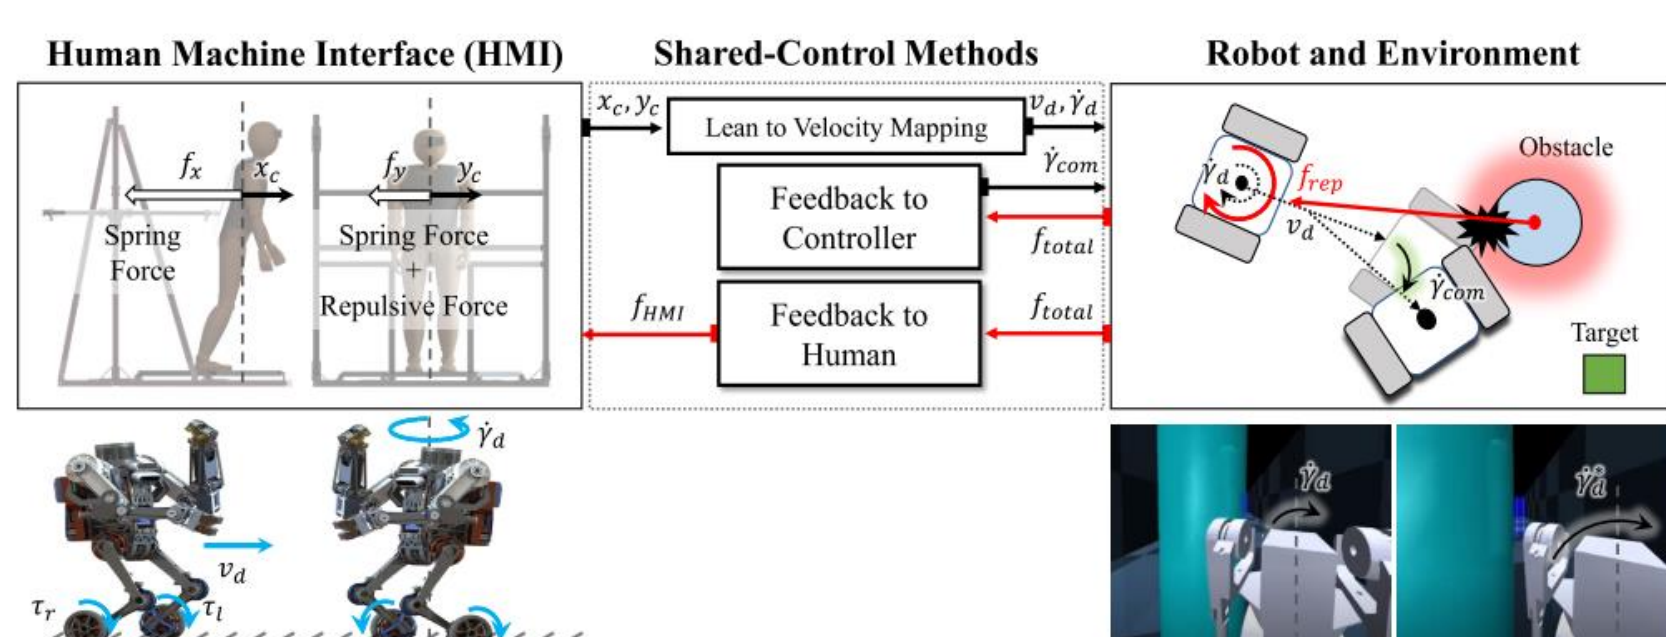 Human Machine Interface (HMI)
Shared-Control Methods
Robot and Environment
f_x
x_c
Spring
Force
f_y
y_c
Spring Force
+
Repulsive Force
x_c, y_c
Lean to Velocity Mapping
v_d, γ̇_d
Feedback to
Controller
γ̇_com
f_total
f_HMI
Feedback to
Human
f_total
Obstacle
γ̇_d
f_rep
v_d
γ̇_com
Target
v_d
τ_r
τ_l
γ̇_d
γ̇_d
γ̇_d*